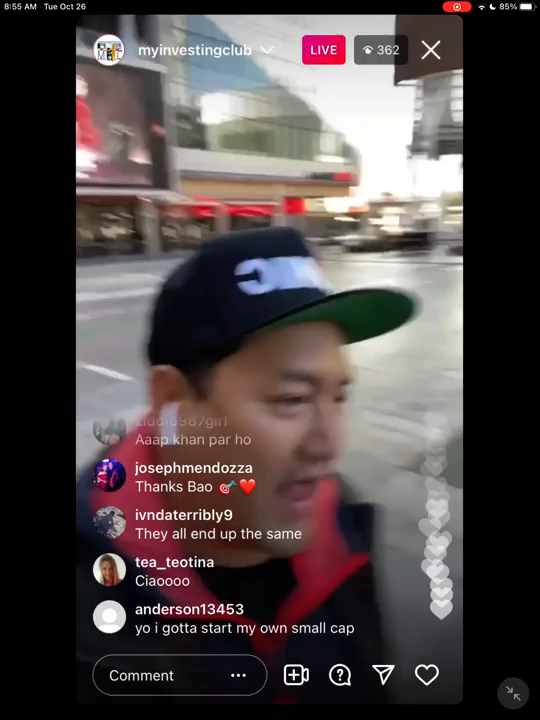 8:55 AM Tue Oct 26
85%
myinvestingclub
LIVE
362
Aaap khan par ho
josephmendozza
Thanks Bao 🎯❤️
ivndaterribly9
They all end up the same
tea_teotina
Ciaoooo
anderson13453
yo i gotta start my own small cap
Comment